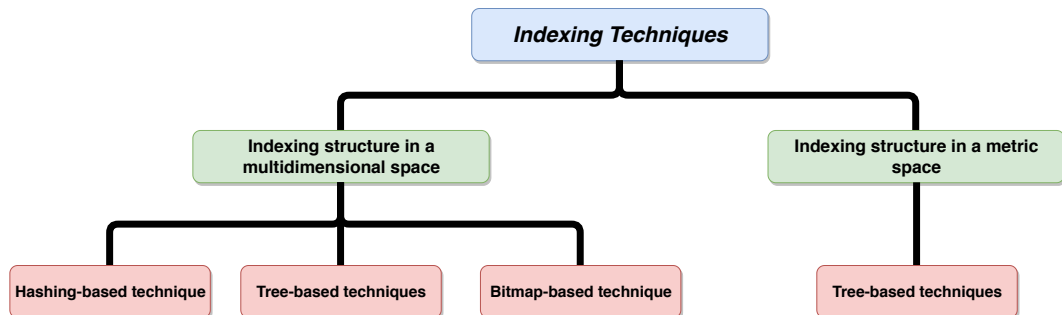 Indexing Techniques
Indexing structure in a
multidimensional space
Indexing structure in a metric
space
Hashing-based technique
Tree-based techniques
Bitmap-based technique
Tree-based techniques